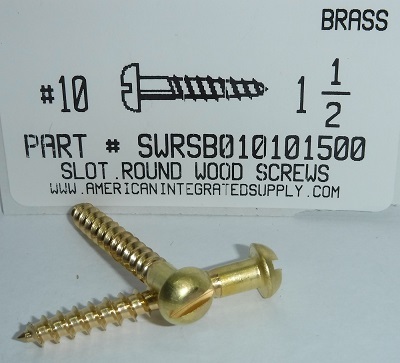 BRASS
#10 1 1/2
PART # SWRSB010101500
SLOT ROUND WOOD SCREWS
WWW.AMERICANINTEGRATEDSUPPLY.COM